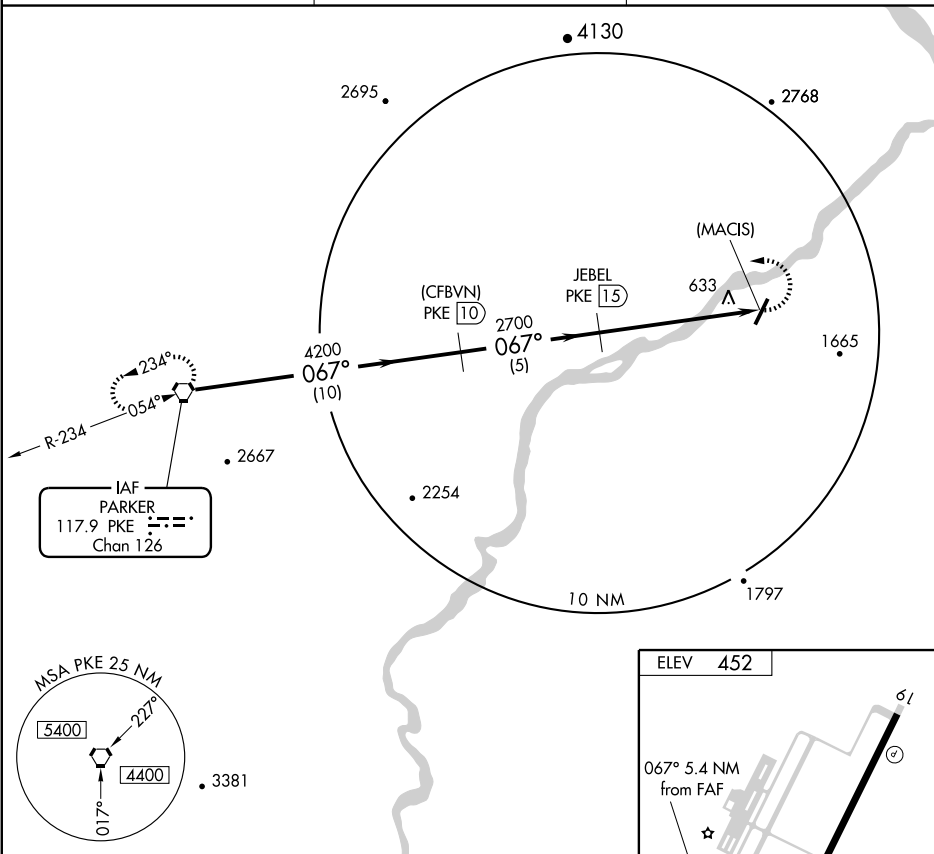 4130
2695
2768
(MACIS)
JEBEL
PKE 15
633
(CFBVN)
PKE 10
2700
067°
(5)
4200
067°
(10)
1665
234°
054°
R-234
2667
2254
IAF
PARKER
117.9 PKE
Chan 126
10 NM
1797
MSA PKE 25 NM
227°
5400
4400
017°
3381
ELEV 452
19
067° 5.4 NM
from FAF
P